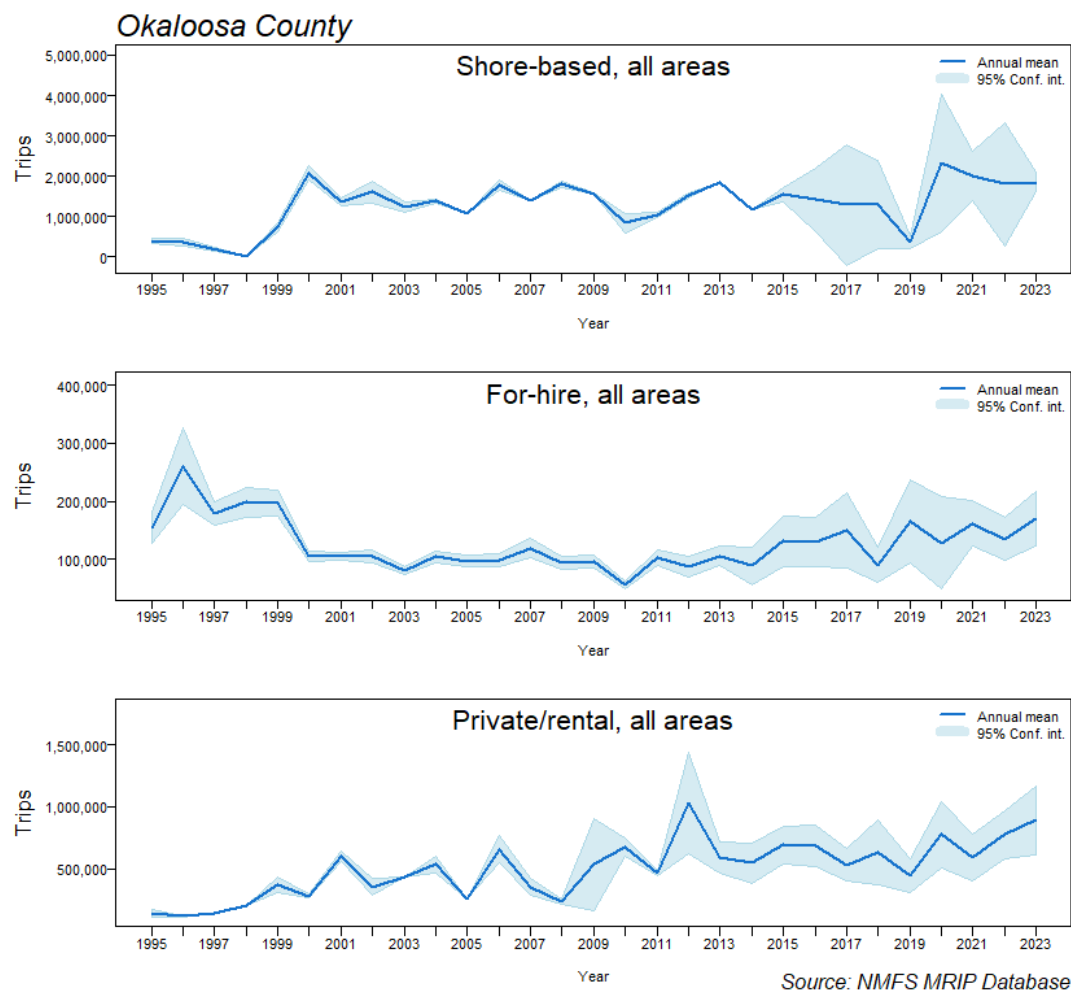 Okaloosa County
Shore-based, all areas
Annual mean
95% Conf. int.
Trips
5,000,000
4,000,000
3,000,000
2,000,000
1,000,000
0
1995 1997 1999 2001 2003 2005 2007 2009 2011 2013 2015 2017 2019 2021 2023
Year
For-hire, all areas
Annual mean
95% Conf. int.
Trips
400,000
300,000
200,000
100,000
1995 1997 1999 2001 2003 2005 2007 2009 2011 2013 2015 2017 2019 2021 2023
Year
Private/rental, all areas
Annual mean
95% Conf. int.
Trips
1,500,000
1,000,000
500,000
1995 1997 1999 2001 2003 2005 2007 2009 2011 2013 2015 2017 2019 2021 2023
Year
Source: NMFS MRIP Database